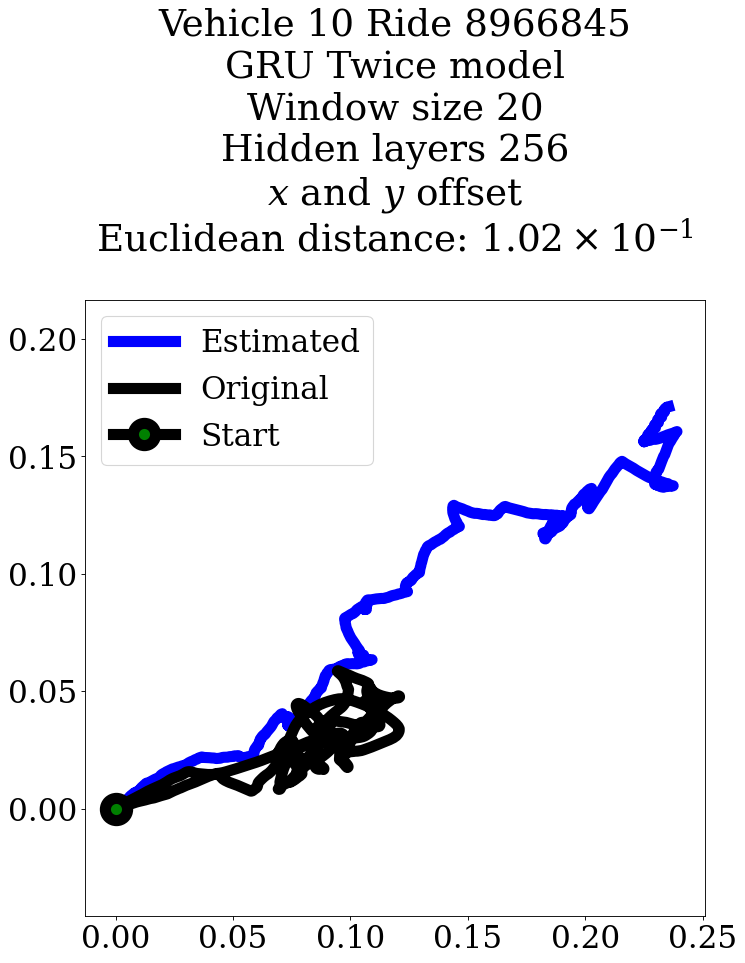 Vehicle 10 Ride 8966845
GRU Twice model
Window size 20
Hidden layers 256
x and y offset
Euclidean distance: 1.02 × 10⁻¹
Estimated
Original
Start
0.20
0.15
0.10
0.05
0.00
0.00 0.05 0.10 0.15 0.20 0.25